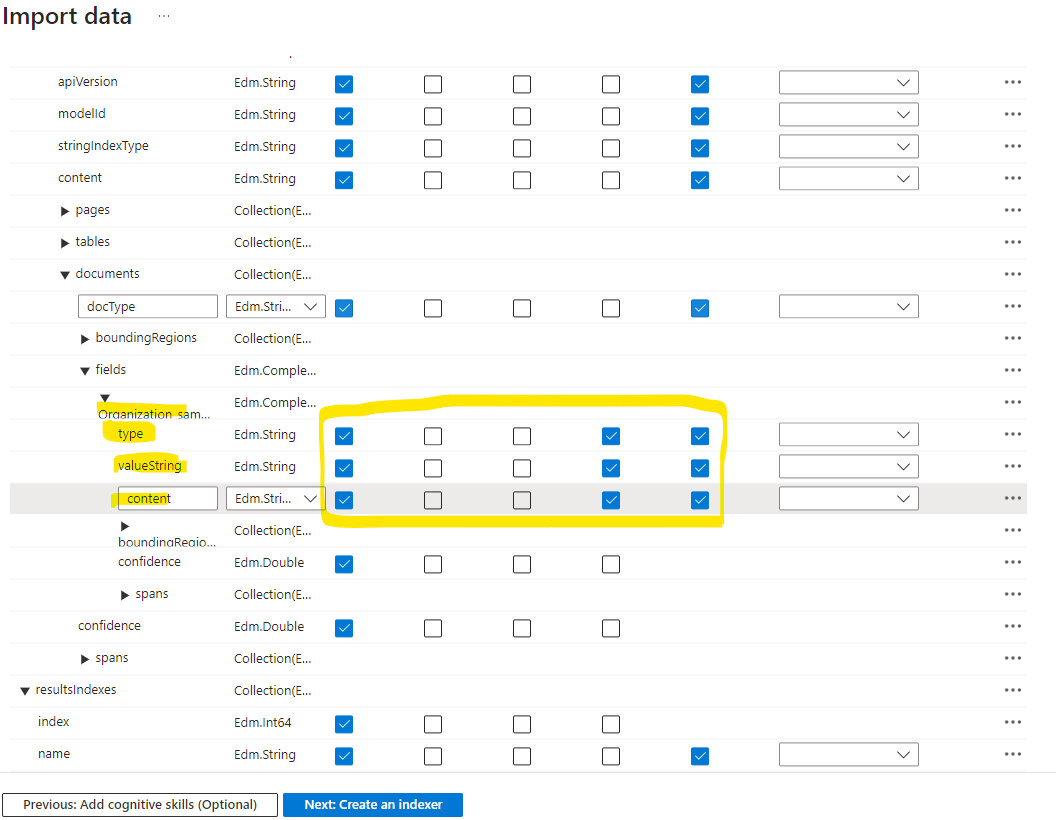 Import data ...
apiVersion Edm.String
modelId Edm.String
stringIndexType Edm.String
content Edm.String
pages Collection(E...
tables Collection(E...
documents Collection(E...
docType Edm.Stri...
boundingRegions Collection(E...
fields Edm.Comple...
Organization_sam... Edm.Comple...
type Edm.String
valueString Edm.String
content Edm.Stri...
boundingRegio... Collection(E...
confidence Edm.Double
spans Collection(E...
confidence Edm.Double
spans Collection(E...
resultsIndexes Collection(E...
index Edm.Int64
name Edm.String
Previous: Add cognitive skills (Optional) Next: Create an indexer